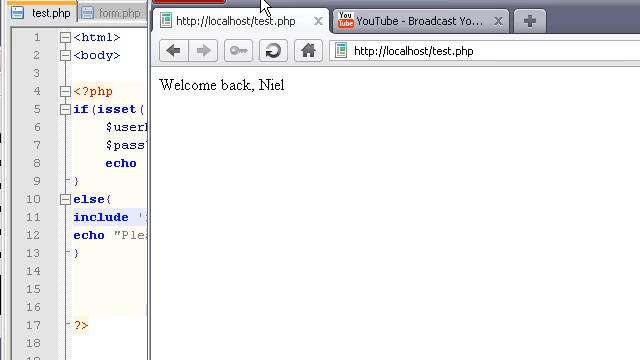 test.php form.php
http://localhost/test.php YouTube - Broadcast Yo...
http://localhost/test.php
Welcome back, Niel
1 <html>
2 <body>
3
4 <?php
5 if(isset(
6 $user
7 $pass
8 echo
9 }
10 else{
11 include '
12 echo "Ple
13 }
14
15
16
17 ?>